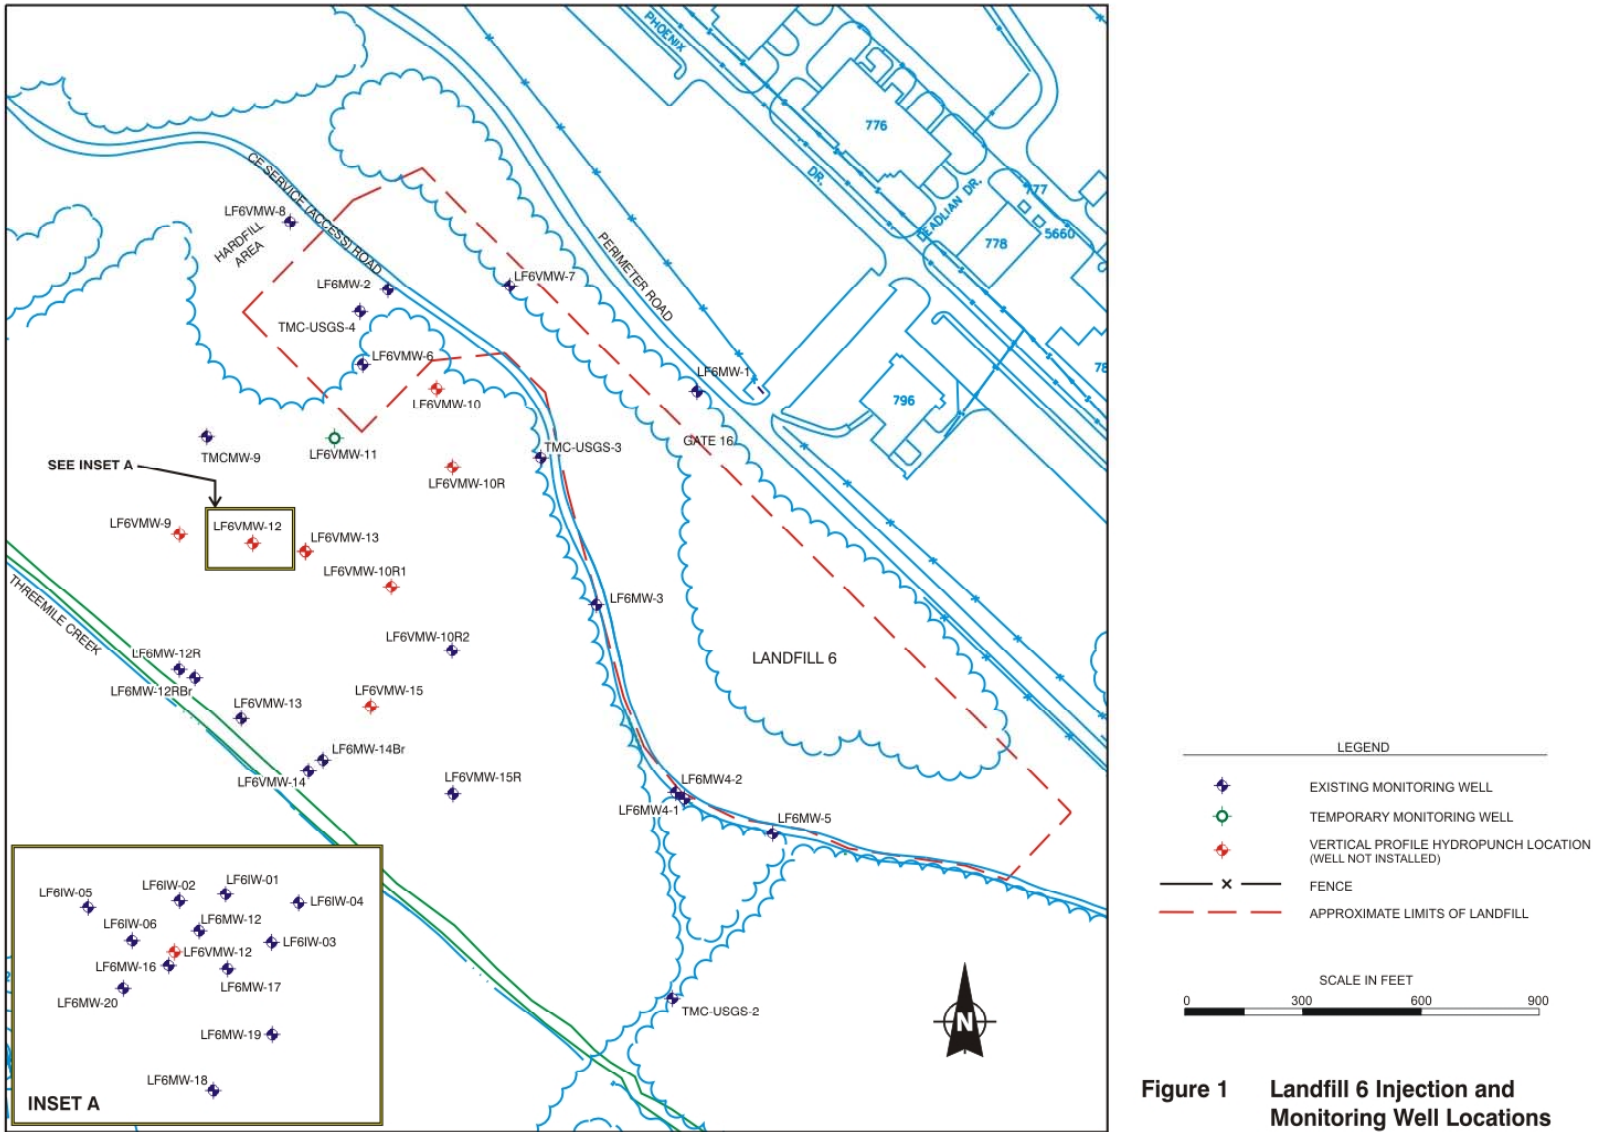 PHOENIX
DR.
776
DEADLIAN DR.
777
778
5660
CE SERVICE (ACCESS) ROAD
LF6VMW-8
HARDFILL
AREA
PERIMETER ROAD
LF6VMW-7
LF6MW-2
TMC-USGS-4
LF6VMW-6
LF6MW-1
78
796
LF6VMW-10
GATE 16
TMC-USGS-3
TMCMW-9
LF6VMW-11
SEE INSET A
LF6VMW-10R
LF6VMW-9
LF6VMW-12
LF6VMW-13
LF6VMW-10R1
THREEMILE CREEK
LF6MW-3
LF6VMW-10R2
LF6MW-12R
LANDFILL 6
LF6MW-12RBr
LF6VMW-15
LF6VMW-13
LF6MW-14Br
LF6VMW-14
LF6VMW-15R
LF6MW4-2
LF6MW4-1
LF6MW-5
TMC-USGS-2
N
LF6IW-05
LF6IW-02
LF6IW-01
LF6IW-04
LF6IW-06
LF6MW-12
LF6IW-03
LF6VMW-12
LF6MW-16
LF6MW-17
LF6MW-20
LF6MW-19
LF6MW-18
INSET A
LEGEND
EXISTING MONITORING WELL
TEMPORARY MONITORING WELL
VERTICAL PROFILE HYDROPUNCH LOCATION
(WELL NOT INSTALLED)
FENCE
APPROXIMATE LIMITS OF LANDFILL
SCALE IN FEET
0 300 600 900
Figure 1 Landfill 6 Injection and
Monitoring Well Locations